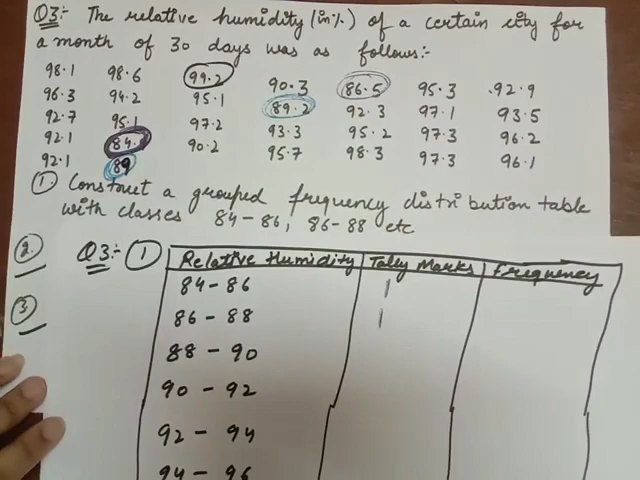 Q3:- The relative humidity (in%) of a certain city for
a month of 30 days was as follows:-
98.1 98.6 99.2 90.3 86.5 95.3 .92.9
96.3 94.2 95.1 89.2 92.3 97.1 93.5
92.7 95.1 97.2 93.3 95.2 97.3 96.2
92.1 84. 90.2 95.7 98.3 97.3 96.1
92.1 89
1. Construct a grouped frequency distribution table
with classes 84-86, 86-88 etc
2.
3
Q3:- 1 Relative Humidity Tally Marks Frequency
84-86 |
86-88 |
88-90
90-92
92-94
94-96